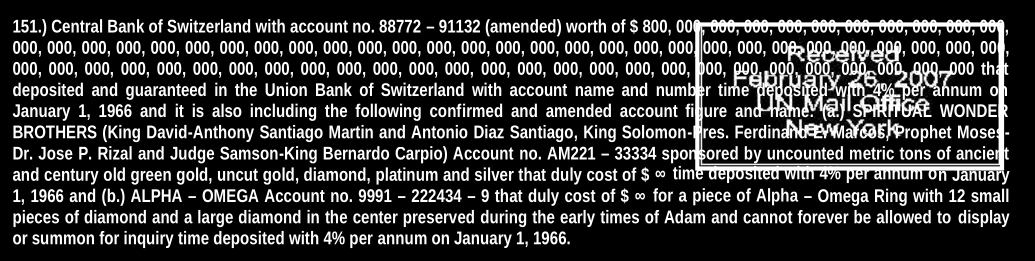 151.) Central Bank of Switzerland with account no. 88772 – 91132 (amended) worth of $ 800, 000, 000, 000, 000, 000, 000, 000, 000, 000, 000,
000, 000, 000, 000, 000, 000, 000, 000, 000, 000, 000, 000, 000, 000, 000, 000, 000, 000, 000, 000, 000, 000, 000, 000, 000, 000, 000, 000, 000,
000, 000, 000, 000, 000, 000, 000, 000, 000, 000, 000, 000, 000, 000, 000, 000, 000, 000, 000, 000, 000, 000, 000, 000, 000, 000, 000 that
deposited and guaranteed in the Union Bank of Switzerland with account name and number time deposited with 4% per annum on
January 1, 1966 and it is also including the following confirmed and amended account figure and name: (a.) SPIRITUAL WONDER
BROTHERS (King David-Anthony Santiago Martin and Antonio Diaz Santiago, King Solomon-Pres. Ferdinand E. Marcos, Prophet Moses-
Dr. Jose P. Rizal and Judge Samson-King Bernardo Carpio) Account no. AM221 – 33334 sponsored by uncounted metric tons of ancient
and century old green gold, uncut gold, diamond, platinum and silver that duly cost of $ ∞ time deposited with 4% per annum on January
1, 1966 and (b.) ALPHA – OMEGA Account no. 9991 – 222434 – 9 that duly cost of $ ∞ for a piece of Alpha – Omega Ring with 12 small
pieces of diamond and a large diamond in the center preserved during the early times of Adam and cannot forever be allowed to display
or summon for inquiry time deposited with 4% per annum on January 1, 1966.
Received
February 26, 2007
UN Mail Office
New York